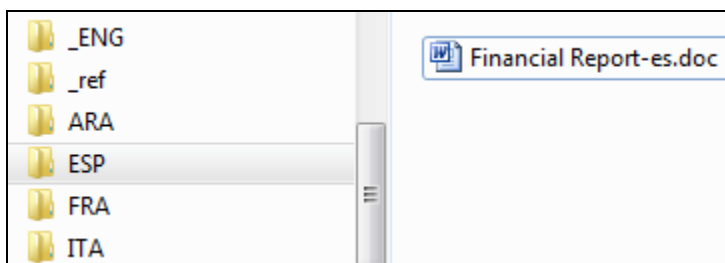 _ENG
_ref
ARA
ESP
FRA
ITA
Financial Report-es.doc